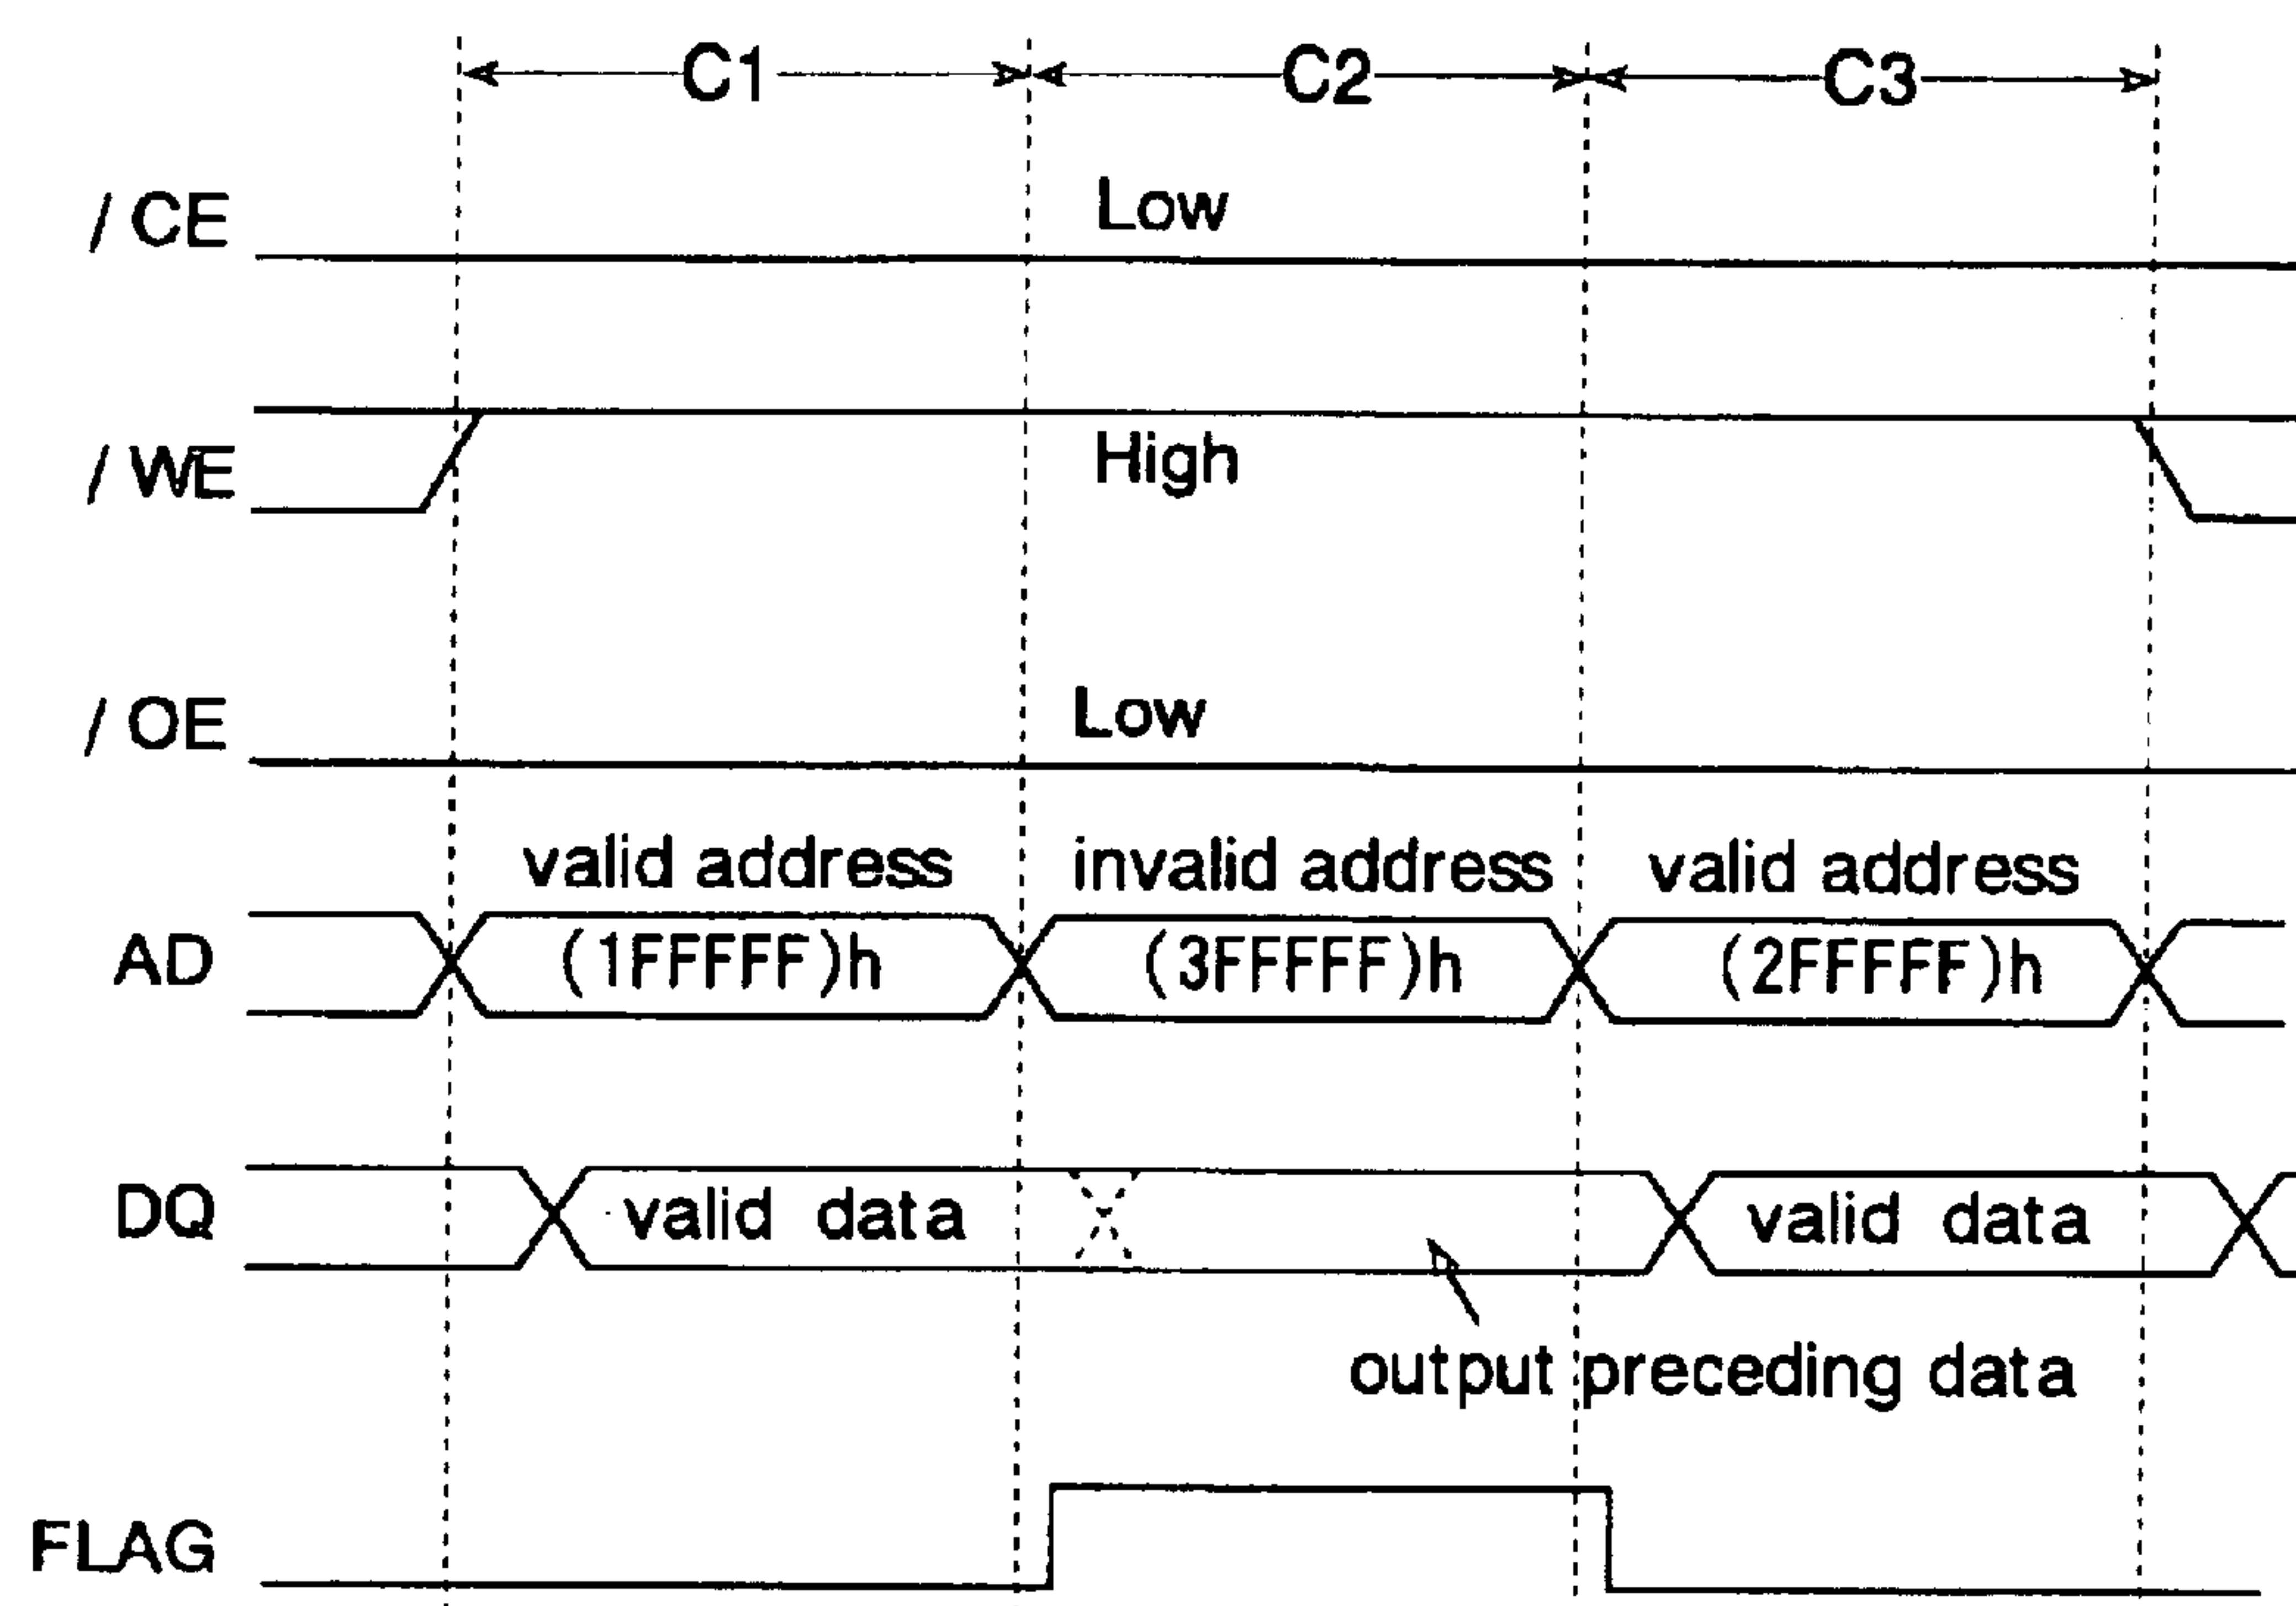 C1 C2 C3
/ CE Low
/ WE High
/ OE Low
valid address invalid address valid address
AD (1FFFFF)h (3FFFFF)h (2FFFFF)h
DQ valid data valid data
output preceding data
FLAG